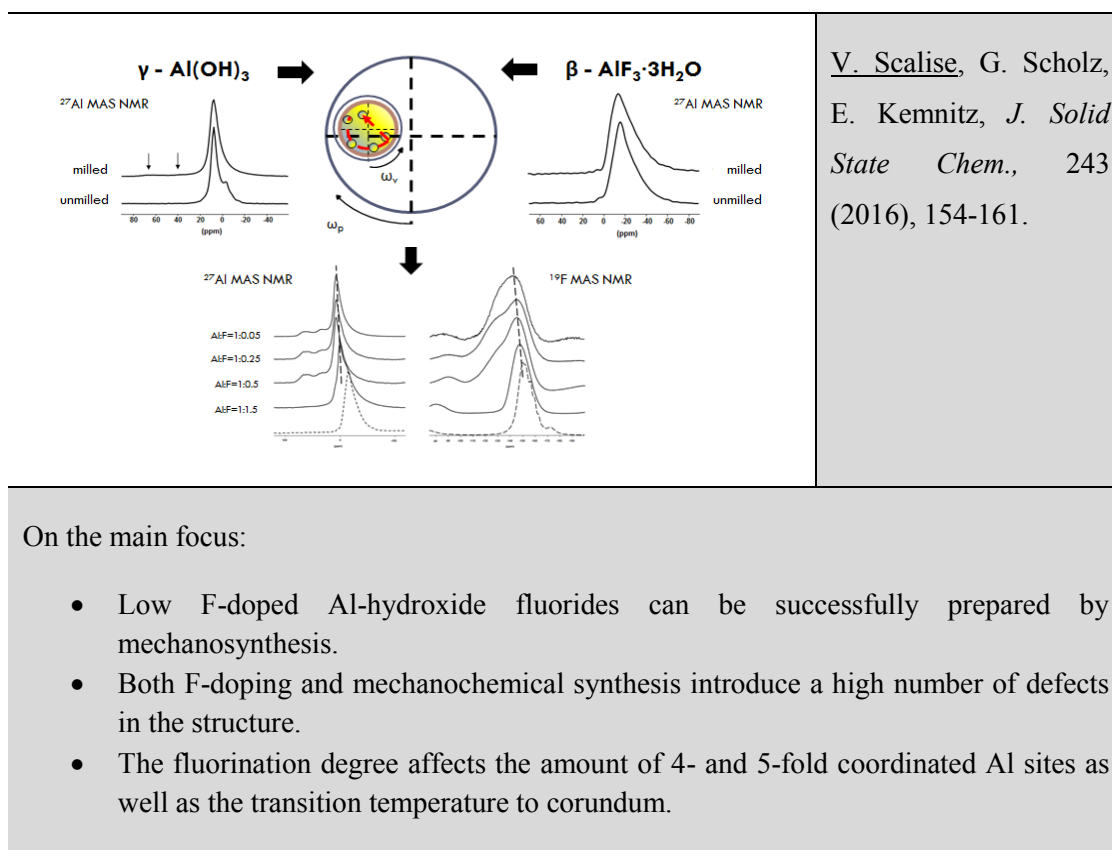 γ - Al(OH)3
β - AlF3·3H2O
27Al MAS NMR
27Al MAS NMR
milled
unmilled
milled
unmilled
80 60 40 20 0 -20 -40
(ppm)
60 40 20 0 -20 -40 -60 -80
(ppm)
ωv
ωp
27Al MAS NMR
19F MAS NMR
Al:F=1:0.05
Al:F=1:0.25
Al:F=1:0.5
Al:F=1:1.5
V. Scalise, G. Scholz,
E. Kemnitz, J. Solid
State Chem., 243
(2016), 154-161.
On the main focus:
• Low F-doped Al-hydroxide fluorides can be successfully prepared by
mechanosynthesis.
• Both F-doping and mechanochemical synthesis introduce a high number of defects
in the structure.
• The fluorination degree affects the amount of 4- and 5-fold coordinated Al sites as
well as the transition temperature to corundum.